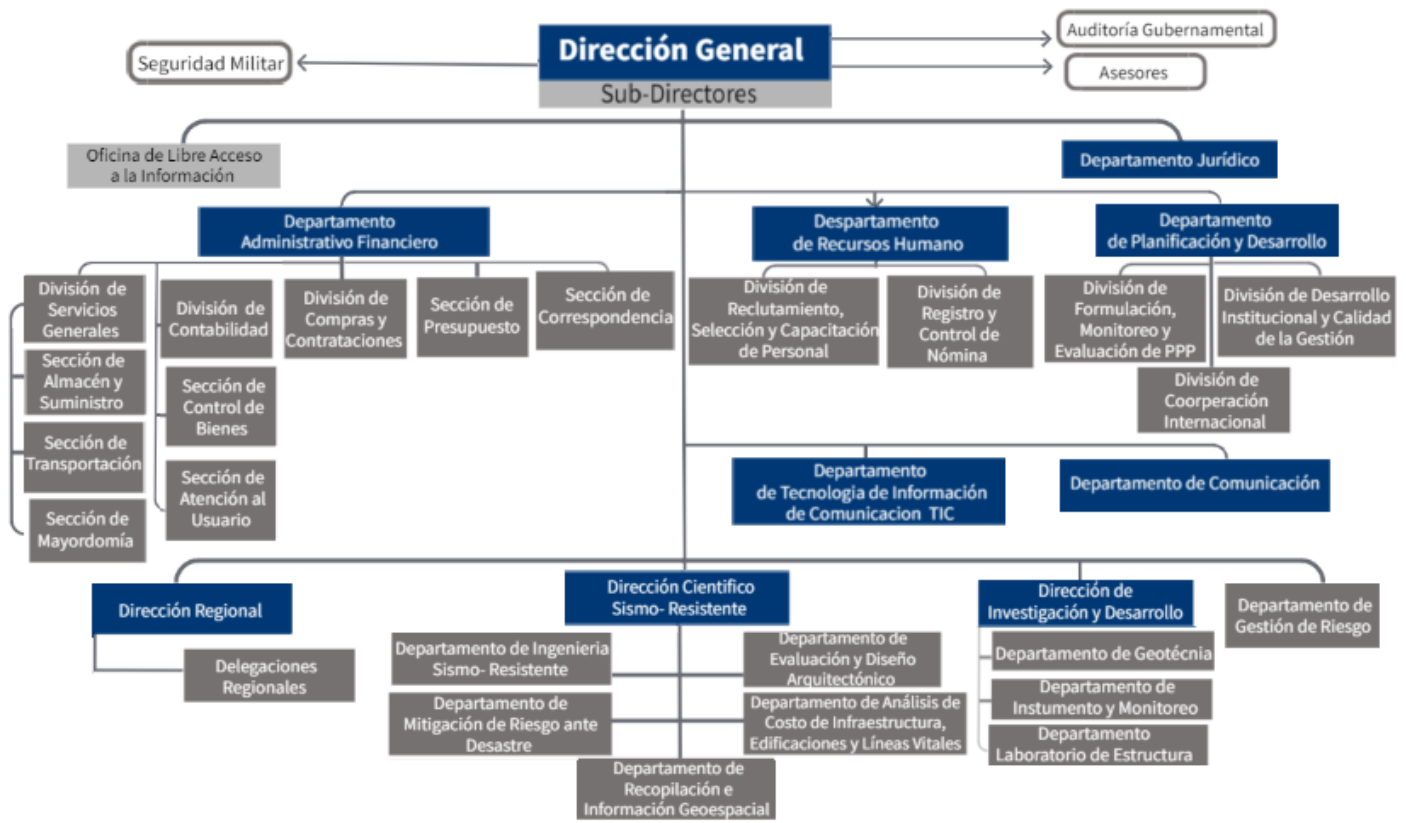 Dirección General
Sub-Directores
Seguridad Militar
Auditoría Gubernamental
Asesores
Oficina de Libre Acceso
a la Información
Departamento Jurídico
Departamento
Administrativo Financiero
Despartamento
de Recursos Humano
Departamento
de Planificación y Desarrollo
División de
Servicios
Generales
División de
Contabilidad
División de
Compras y
Contrataciones
Sección de
Presupuesto
Sección de
Correspondencia
División de
Reclutamiento,
Selección y Capacitación
de Personal
División de
Registro y
Control de
Nómina
División de
Formulación,
Monitoreo y
Evaluación de PPP
División de Desarrollo
Institucional y Calidad
de la Gestión
Sección de
Almacén y
Suministro
Sección de
Control de
Bienes
División de
Coorperación
Internacional
Sección de
Transportación
Sección de
Atención al
Usuario
Sección de
Mayordomía
Departamento
de Tecnologia de Información
de Comunicacion TIC
Departamento de Comunicación
Dirección Regional
Delegaciones
Regionales
Dirección Cientifico
Sismo- Resistente
Departamento de Ingenieria
Sismo- Resistente
Departamento de
Evaluación y Diseño
Arquitectónico
Departamento de
Mitigación de Riesgo ante
Desastre
Departamento de Análisis de
Costo de Infraestructura,
Edificaciones y Líneas Vitales
Departamento de
Recopilación e
Información Geoespacial
Dirección de
Investigación y Desarrollo
Departamento de Geotécnia
Departamento de
Instumento y Monitoreo
Departamento
Laboratorio de Estructura
Departamento de
Gestión de Riesgo